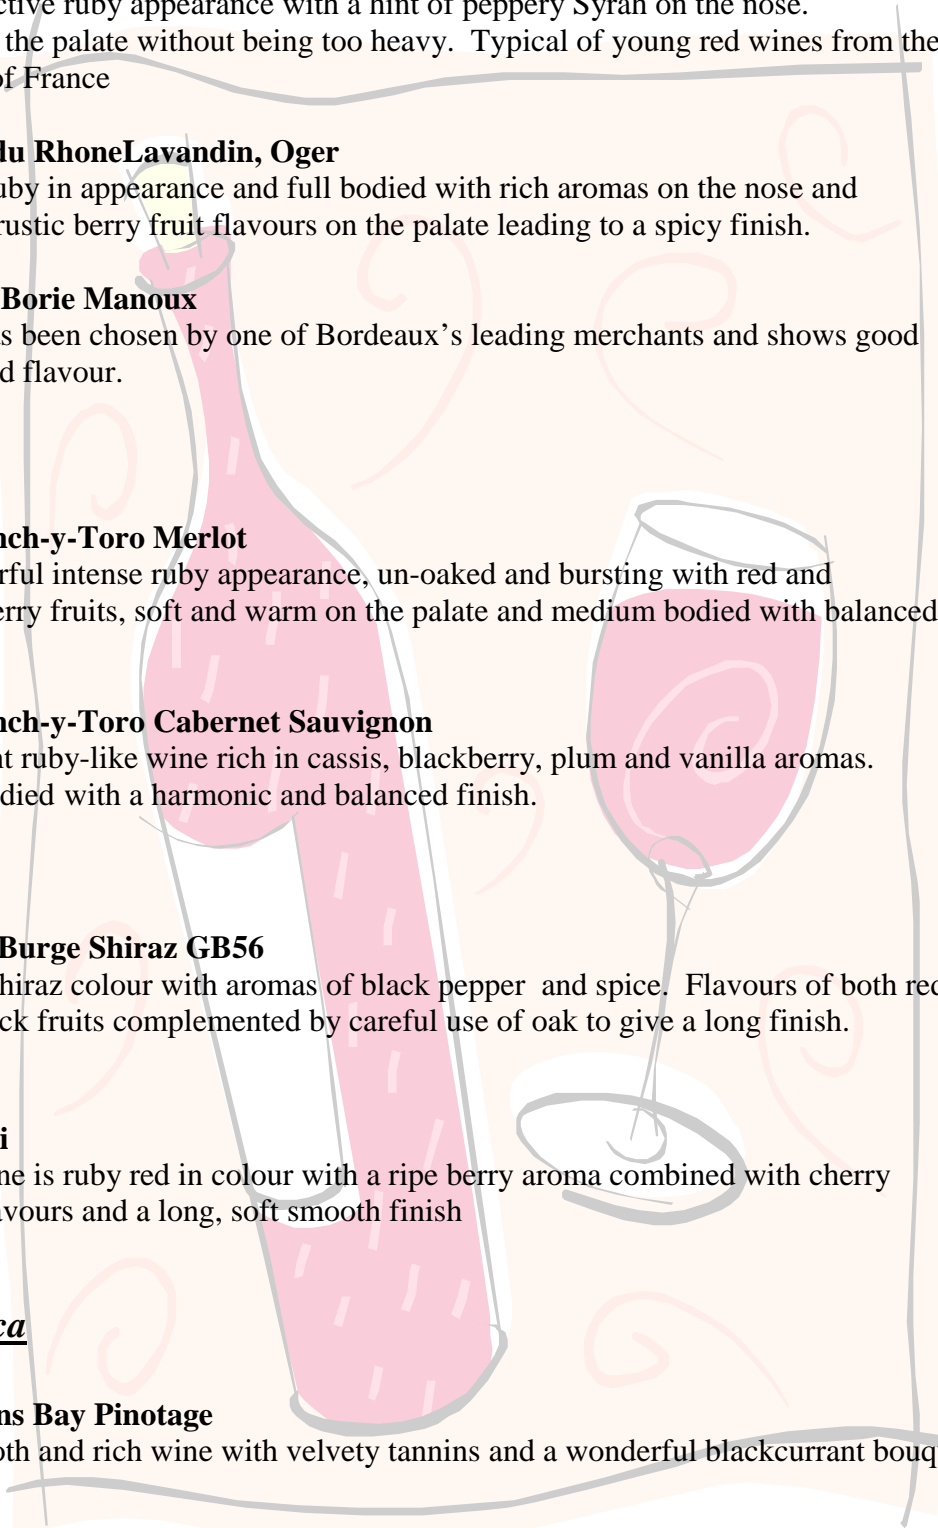 ctive ruby appearance with a hint of peppery Syrah on the nose.
the palate without being too heavy.  Typical of young red wines from the
of France
du RhoneLavandin, Oger
uby in appearance and full bodied with rich aromas on the nose and
rustic berry fruit flavours on the palate leading to a spicy finish.
Borie Manoux
s been chosen by one of Bordeaux's leading merchants and shows good
d flavour.
nch-y-Toro Merlot
rful intense ruby appearance, un-oaked and bursting with red and
erry fruits, soft and warm on the palate and medium bodied with balanced
nch-y-Toro Cabernet Sauvignon
nt ruby-like wine rich in cassis, blackberry, plum and vanilla aromas.
died with a harmonic and balanced finish.
Burge Shiraz GB56
hiraz colour with aromas of black pepper  and spice.  Flavours of both red
ck fruits complemented by careful use of oak to give a long finish.
i
ne is ruby red in colour with a ripe berry aroma combined with cherry
avours and a long, soft smooth finish
ca
ns Bay Pinotage
oth and rich wine with velvety tannins and a wonderful blackcurrant bouq